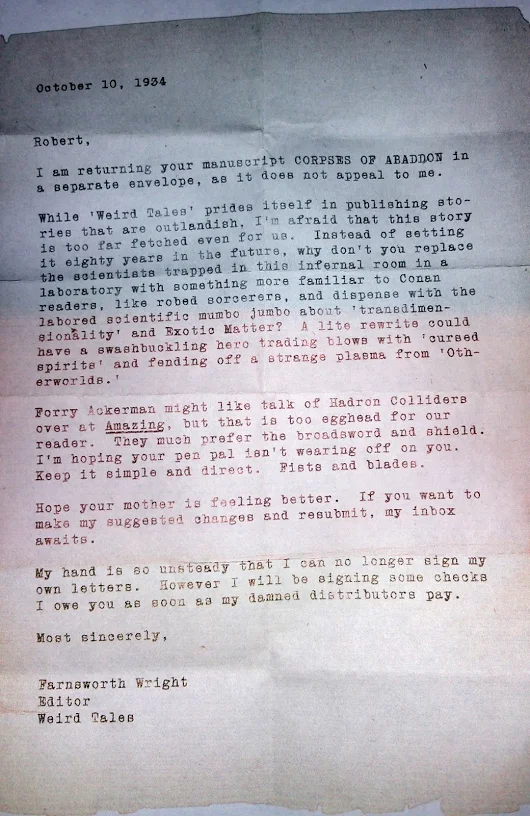 October 10, 1934
Robert,
I am returning your manuscript CORPSES OF ABADDON in
a separate envelope, as it does not appeal to me.
While 'Weird Tales' prides itself in publishing sto-
ries that are outlandish, I'm afraid that this story
is too far fetched even for us. Instead of setting
it eighty years in the future, why don't you replace
the scientists trapped in this infernal room in a
laboratory with something more familiar to Conan
readers, like robed sorcerers, and dispense with the
labored scientific mumbo jumbo about 'transdimen-
sionality' and Exotic Matter? A lite rewrite could
have a swashbuckling hero trading blows with 'cursed
spirits' and fending off a strange plasma from 'Oth-
erworlds.'
Forry Ackerman might like talk of Hadron Colliders
over at Amazing, but that is too egghead for our
reader. They much prefer the broadsword and shield.
I'm hoping your pen pal isn't wearing off on you.
Keep it simple and direct. Fists and blades.
Hope your mother is feeling better. If you want to
make my suggested changes and resubmit, my inbox
awaits.
My hand is so unsteady that I can no longer sign my
own letters. However I will be signing some checks
I owe you as soon as my damned distributors pay.
Most sincerely,
Farnsworth Wright
Editor
Weird Tales